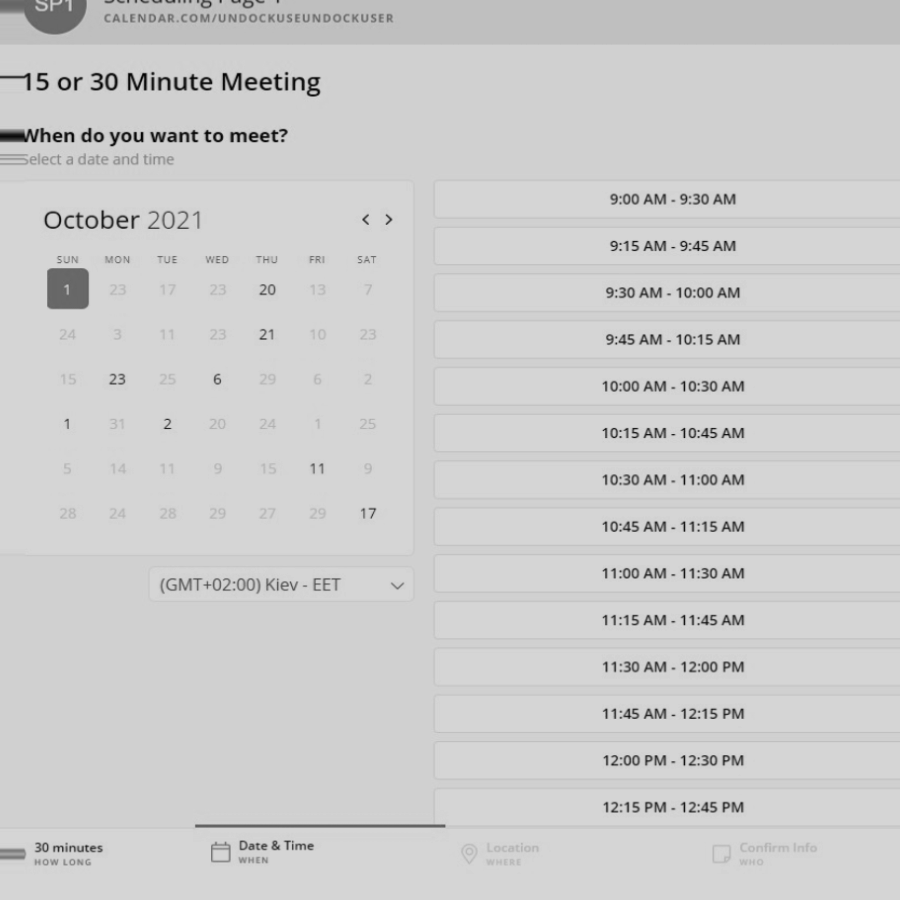 SP1
Scheduling Page 1
CALENDAR.COM/UNDOCKUSEUNDOCKUSER
15 or 30 Minute Meeting
When do you want to meet?
Select a date and time
October 2021
SUN MON TUE WED THU FRI SAT
1 23 17 23 20 13 7
24 3 11 23 21 10 23
15 23 25 6 29 6 2
1 31 2 20 24 1 25
5 14 11 9 15 11 9
28 24 28 29 27 29 17
(GMT+02:00) Kiev - EET
9:00 AM - 9:30 AM
9:15 AM - 9:45 AM
9:30 AM - 10:00 AM
9:45 AM - 10:15 AM
10:00 AM - 10:30 AM
10:15 AM - 10:45 AM
10:30 AM - 11:00 AM
10:45 AM - 11:15 AM
11:00 AM - 11:30 AM
11:15 AM - 11:45 AM
11:30 AM - 12:00 PM
11:45 AM - 12:15 PM
12:00 PM - 12:30 PM
12:15 PM - 12:45 PM
30 minutes
HOW LONG
Date & Time
WHEN
Location
WHERE
Confirm Info
WHO